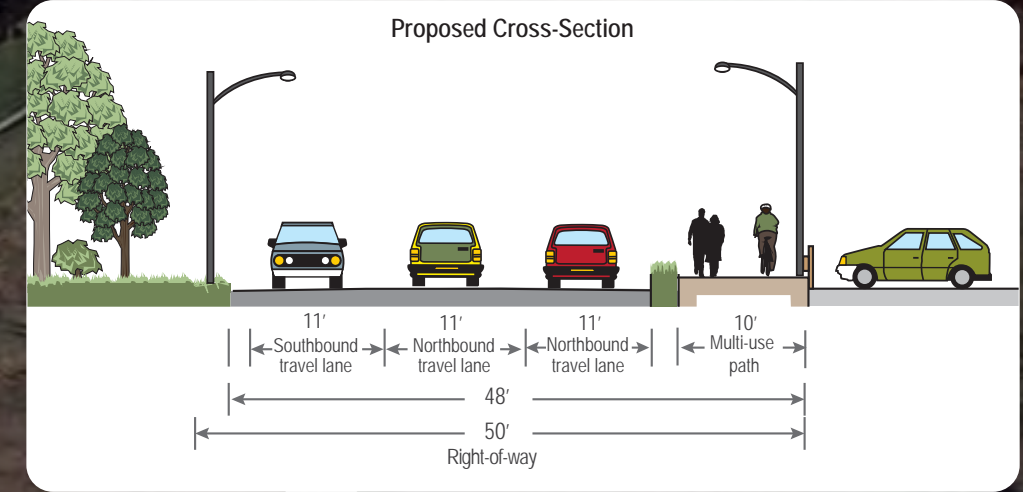 Proposed Cross-Section
11′ 11′ 11′ 10′
Southbound Northbound Northbound Multi-use
travel lane travel lane travel lane path
48′
50′
Right-of-way